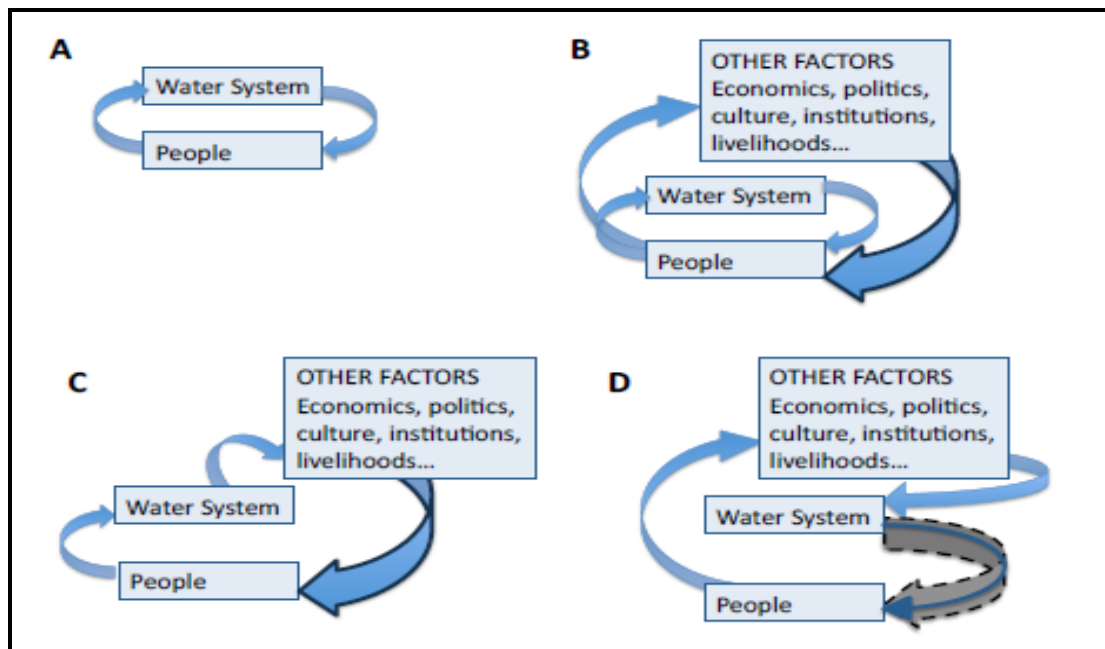 A
Water System
People
B
OTHER FACTORS
Economics, politics,
culture, institutions,
livelihoods...
Water System
People
C
OTHER FACTORS
Economics, politics,
culture, institutions,
livelihoods...
Water System
People
D
OTHER FACTORS
Economics, politics,
culture, institutions,
livelihoods...
Water System
People